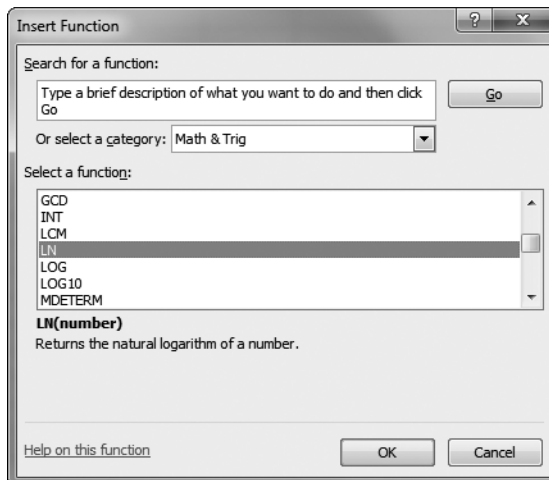 Insert Function
?
X
Search for a function:
Type a brief description of what you want to do and then click
Go
Go
Or select a category: Math & Trig
Select a function:
GCD
INT
LCM
LN
LOG
LOG10
MDETERM
LN(number)
Returns the natural logarithm of a number.
Help on this function
OK
Cancel